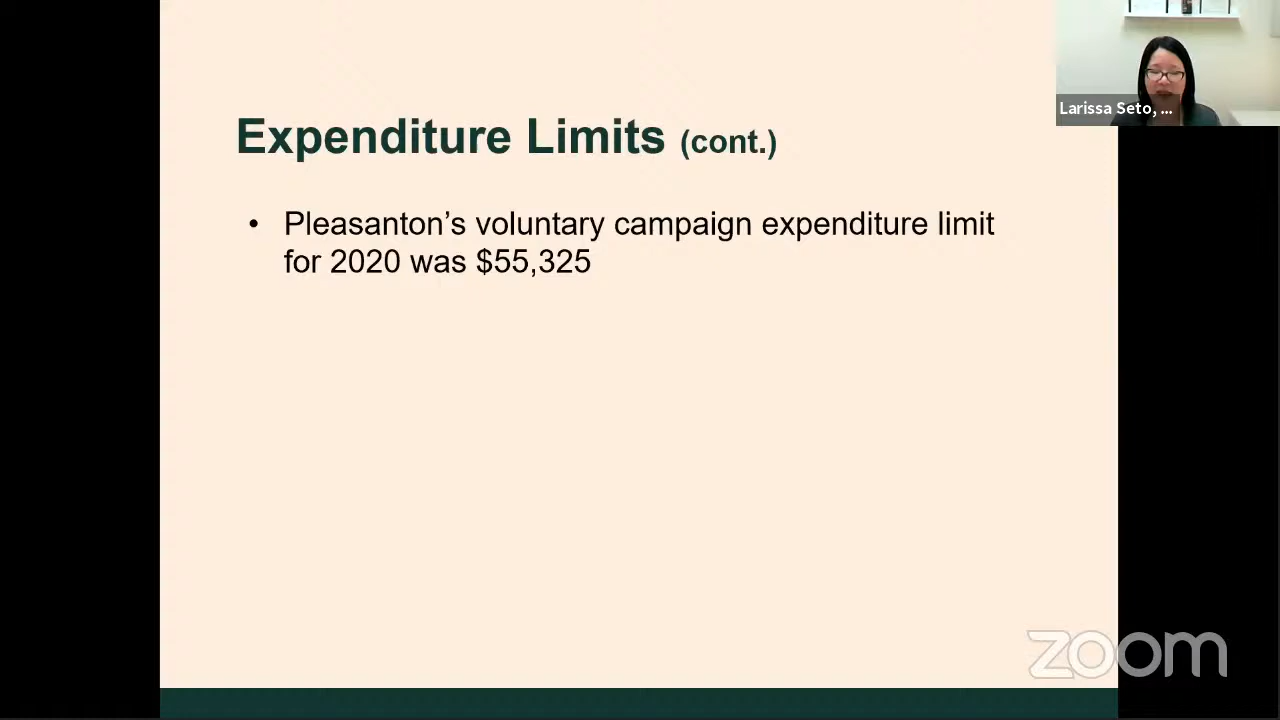 Larissa Seto, ...
Expenditure Limits (cont.)
• Pleasanton’s voluntary campaign expenditure limit
for 2020 was $55,325
zoom